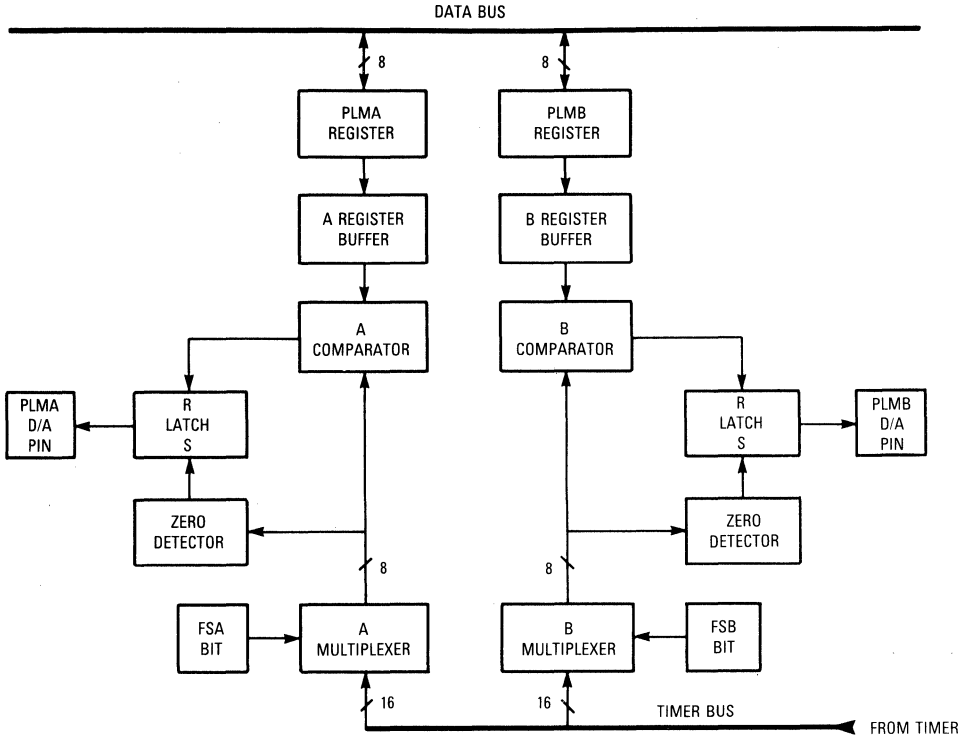 DATA BUS
8
8
PLMA
REGISTER
PLMB
REGISTER
A REGISTER
BUFFER
B REGISTER
BUFFER
A
COMPARATOR
B
COMPARATOR
PLMA
D/A
PIN
R
LATCH
S
R
LATCH
S
PLMB
D/A
PIN
ZERO
DETECTOR
ZERO
DETECTOR
8
8
FSA
BIT
A
MULTIPLEXER
B
MULTIPLEXER
FSB
BIT
16
16
TIMER BUS
FROM TIMER